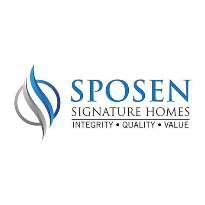 SPOSEN
SIGNATURE HOMES
INTEGRITY • QUALITY • VALUE